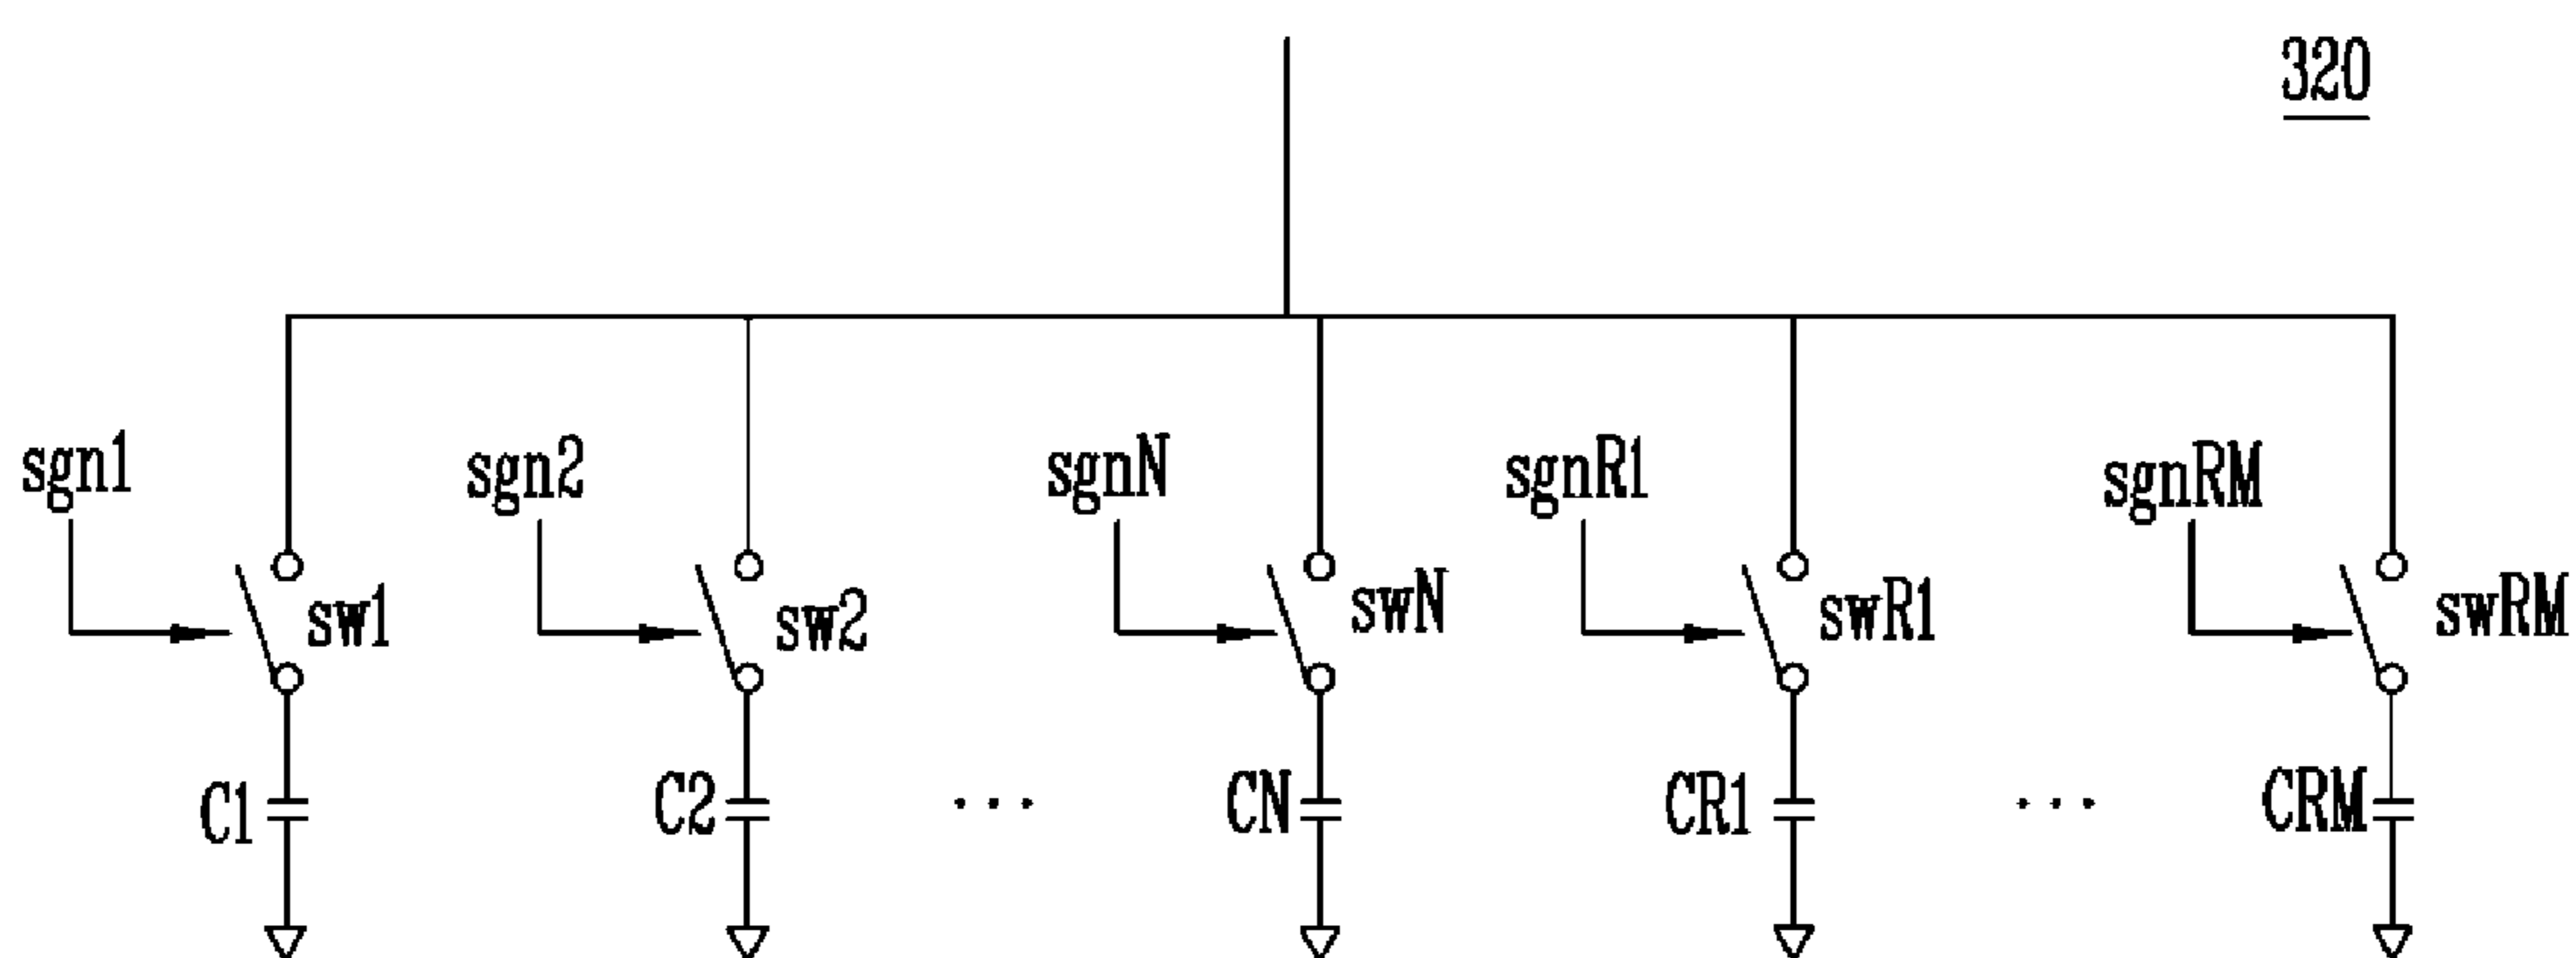 320
sgn1
sgn2
sgnN
sgnR1
sgnRM
sw1
sw2
swN
swR1
swRM
C1
C2
...
CN
CR1
...
CRM